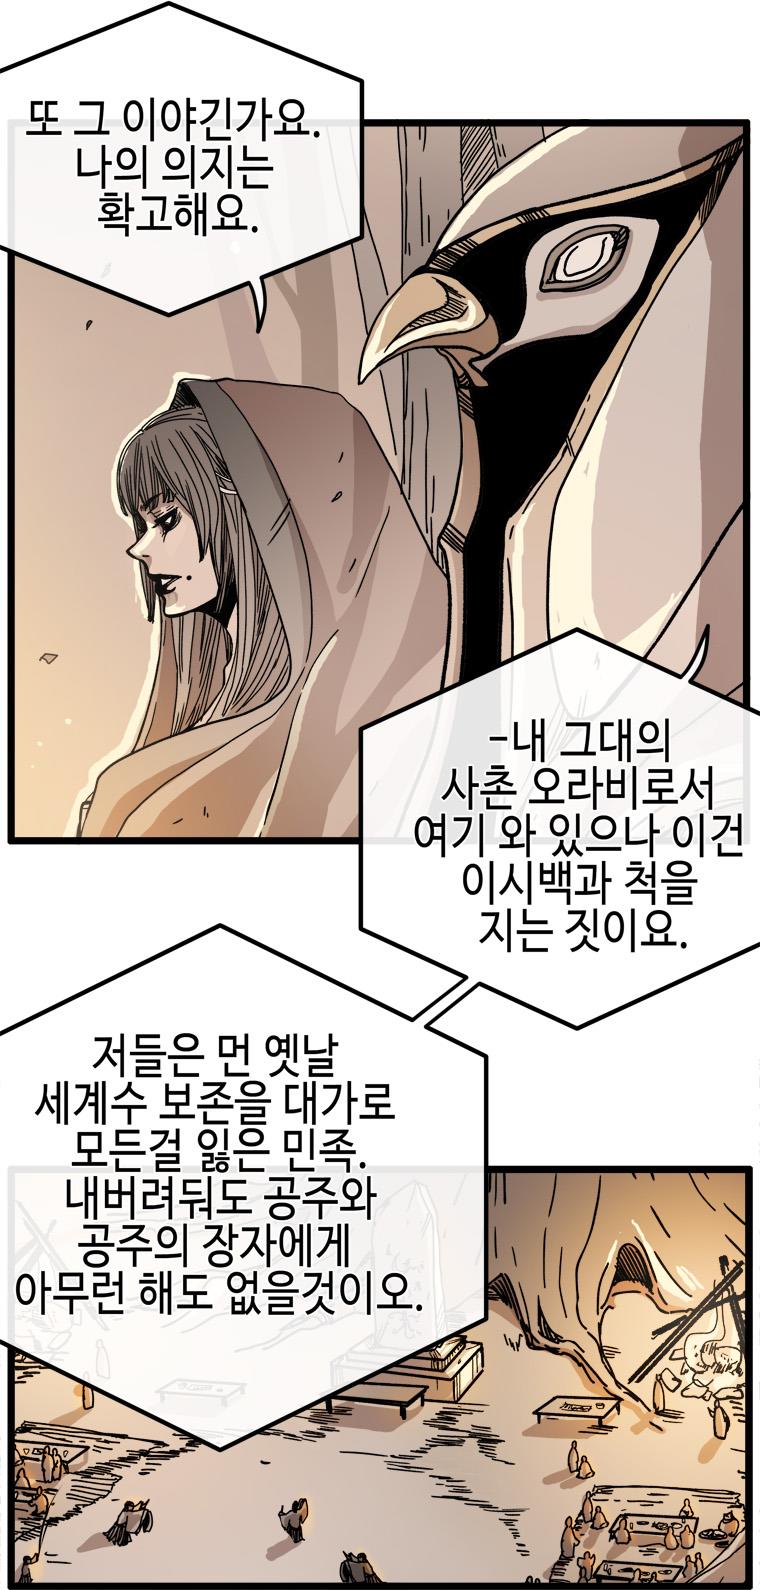 또 그 이야긴가요.
나의 의지는
확고해요.
-내 그대의
사촌 오라비로서
여기 와 있으나 이건
이시백과 척을
지는 짓이요.
저들은 먼 옛날
세계수 보존을 대가로
모든걸 잃은 민족.
내버려둬도 공주와
공주의 장자에게
아무런 해도 없을것이오.